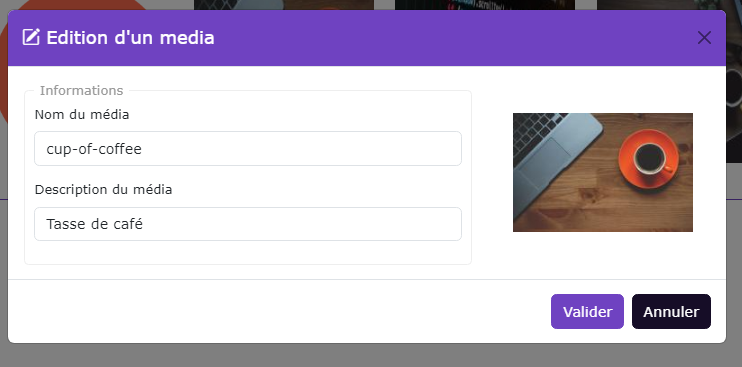 Edition d'un media
Informations
Nom du média
cup-of-coffee
Description du média
Tasse de café
Valider
Annuler